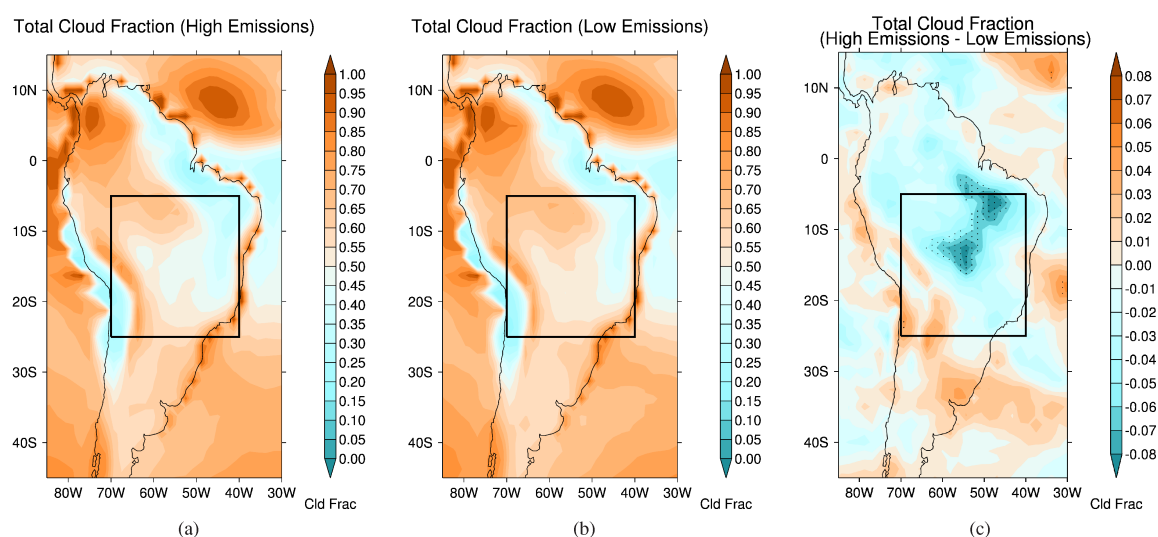 Total Cloud Fraction (High Emissions)
10N
0
10S
20S
30S
40S
80W 70W 60W 50W 40W 30W
1.00
0.95
0.90
0.85
0.80
0.75
0.70
0.65
0.60
0.55
0.50
0.45
0.40
0.35
0.30
0.25
0.20
0.15
0.10
0.05
0.00
Cld Frac
(a)
Total Cloud Fraction (Low Emissions)
10N
0
10S
20S
30S
40S
80W 70W 60W 50W 40W 30W
1.00
0.95
0.90
0.85
0.80
0.75
0.70
0.65
0.60
0.55
0.50
0.45
0.40
0.35
0.30
0.25
0.20
0.15
0.10
0.05
0.00
Cld Frac
(b)
Total Cloud Fraction
(High Emissions - Low Emissions)
10N
0
10S
20S
30S
40S
80W 70W 60W 50W 40W 30W
0.08
0.07
0.06
0.05
0.04
0.03
0.02
0.01
0.00
-0.01
-0.02
-0.03
-0.04
-0.05
-0.06
-0.07
-0.08
Cld Frac
(c)